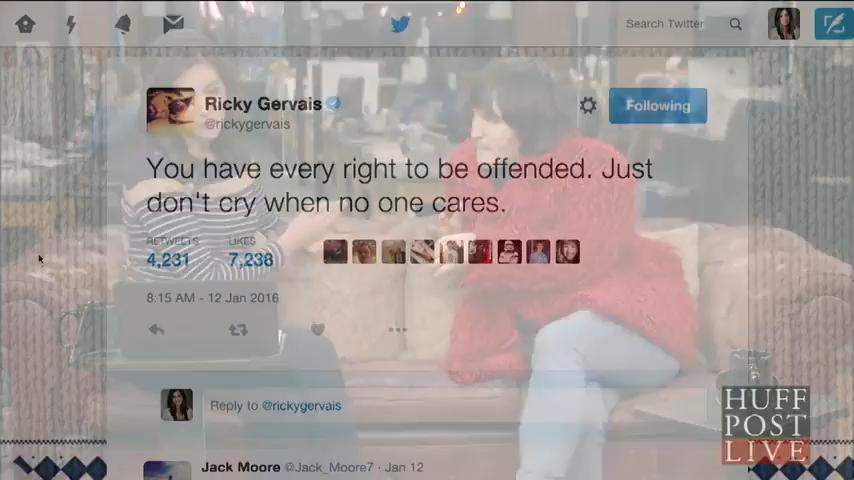 Search Twitter
Ricky Gervais
@rickygervais
Following
You have every right to be offended. Just
don't cry when no one cares.
RETWEETS LIKES
4,231 7,238
8:15 AM - 12 Jan 2016
Reply to @rickygervais
Jack Moore @Jack_Moore7 · Jan 12
HUFF
POST
LIVE